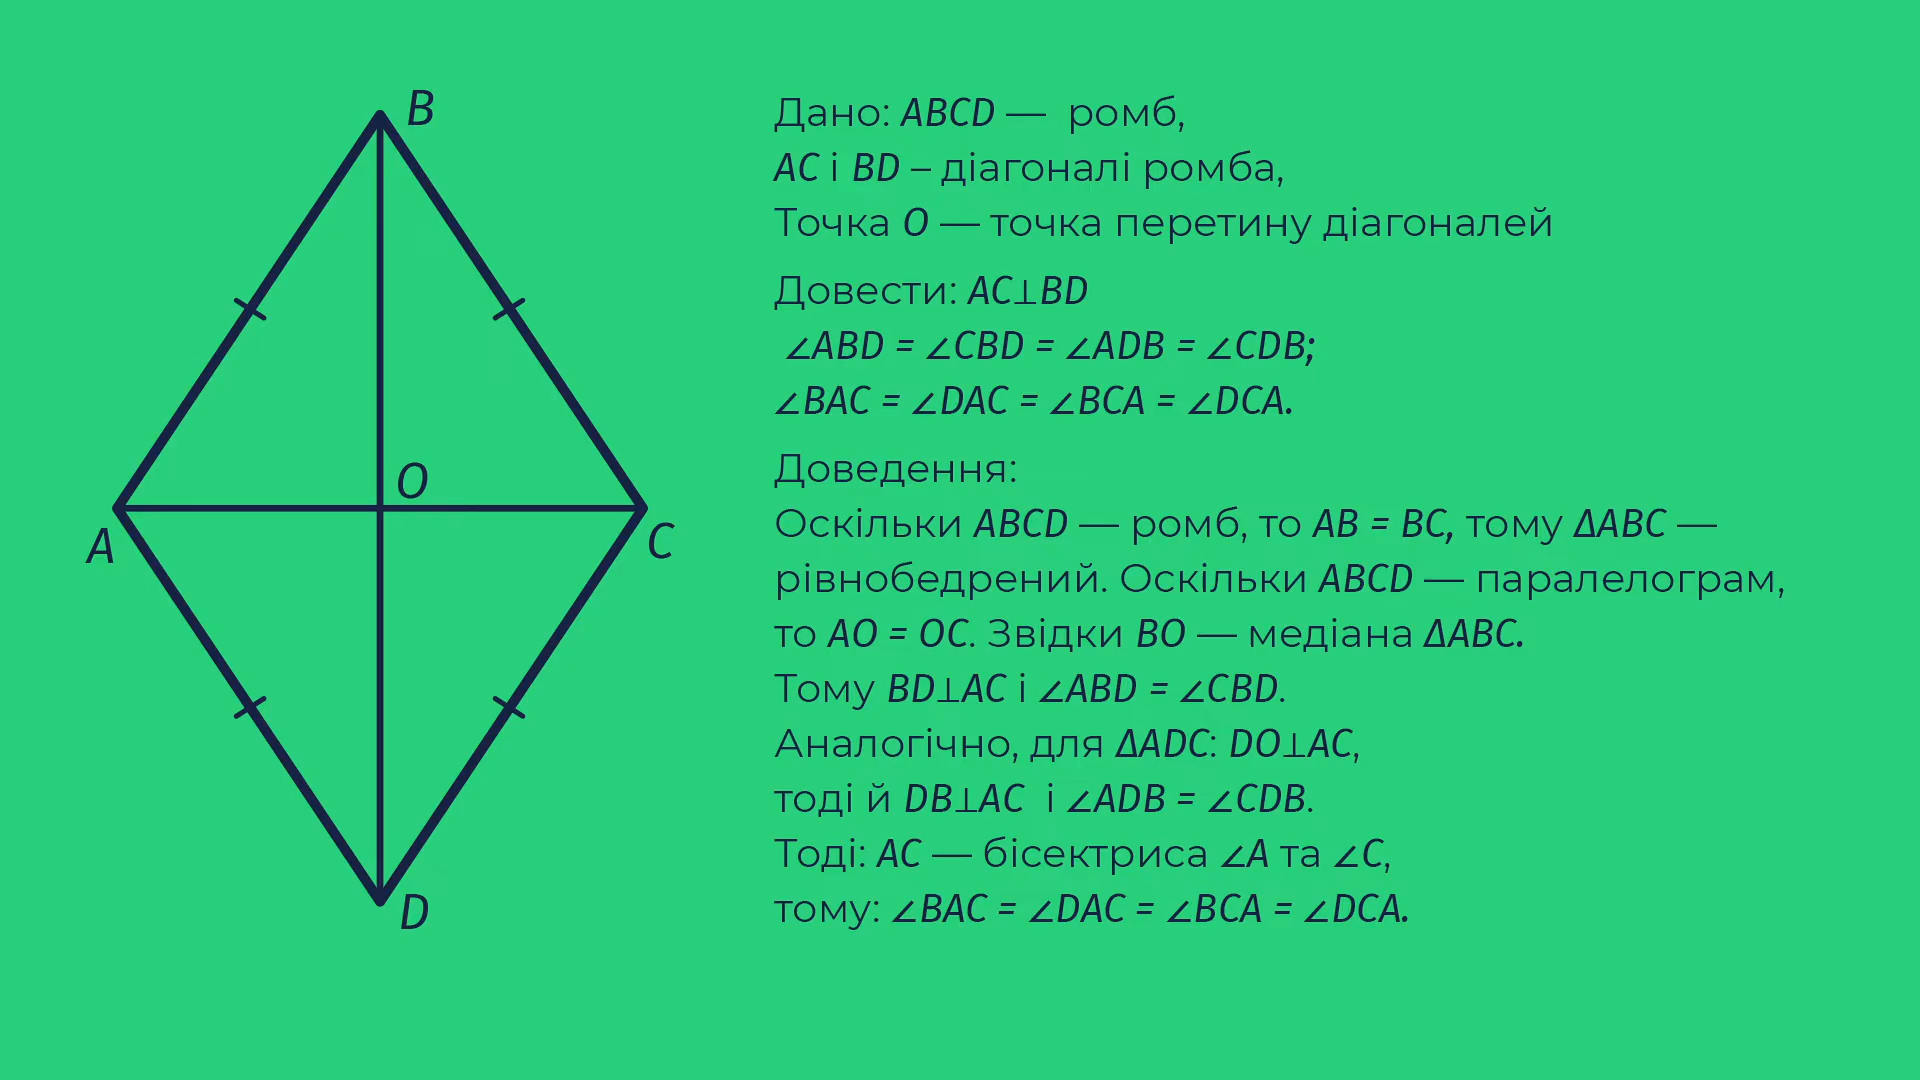 B
O
A
C
D
Дано: ABCD — ромб,
AC і BD – діагоналі ромба,
Точка O — точка перетину діагоналей
Довести: AC⊥BD
∠ABD = ∠CBD = ∠ADB = ∠CDB;
∠BAC = ∠DAC = ∠BCA = ∠DCA.
Доведення:
Оскільки ABCD — ромб, то AB = BC, тому ΔABC —
рівнобедрений. Оскільки ABCD — паралелограм,
то AO = OC. Звідки BO — медіана ΔABC.
Тому BD⊥AC і ∠ABD = ∠CBD.
Аналогічно, для ΔADC: DO⊥AC,
тоді й DB⊥AC і ∠ADB = ∠CDB.
Тоді: AC — бісектриса ∠A та ∠C,
тому: ∠BAC = ∠DAC = ∠BCA = ∠DCA.